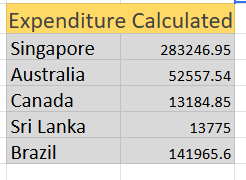 Expenditure Calculated
Singapore 283246.95
Australia 52557.54
Canada 13184.85
Sri Lanka 13775
Brazil 141965.6